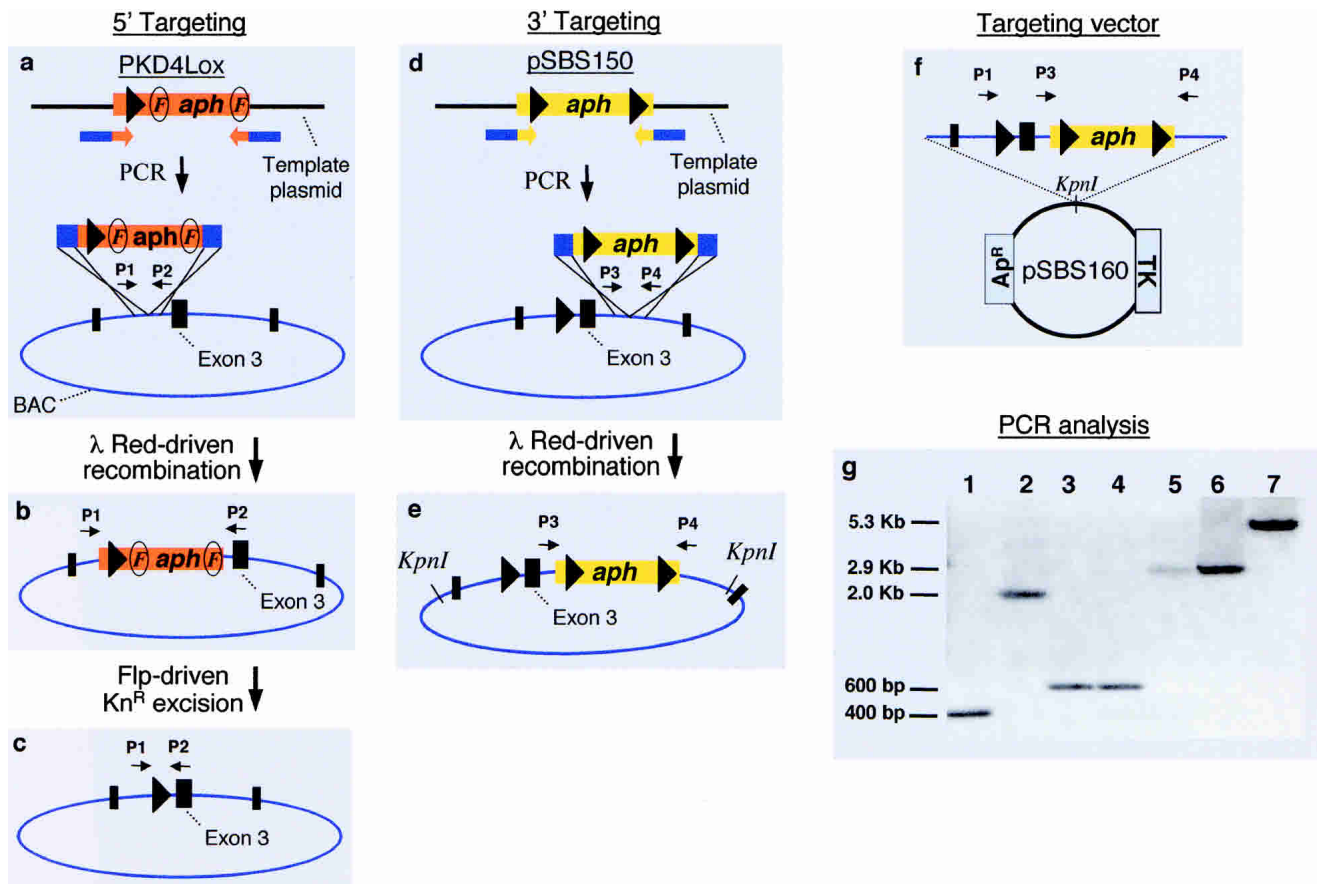 5' Targeting
a
PKD4Lox
F aph F
PCR
Template
plasmid
F aph F
P1 P2
Exon 3
BAC
λ Red-driven
recombination
b
P1 P2
F aph F
Exon 3
Flp-driven
Kn^R excision
c
P1 P2
Exon 3
3' Targeting
d
pSBS150
aph
PCR
Template
plasmid
aph
P3 P4
Exon 3
λ Red-driven
recombination
e
P3 P4
KpnI
aph
KpnI
Exon 3
Targeting vector
f
P1 P3 P4
aph
KpnI
Ap^R
pSBS160
TK
PCR analysis
g
1 2 3 4 5 6 7
5.3 Kb
2.9 Kb
2.0 Kb
600 bp
400 bp